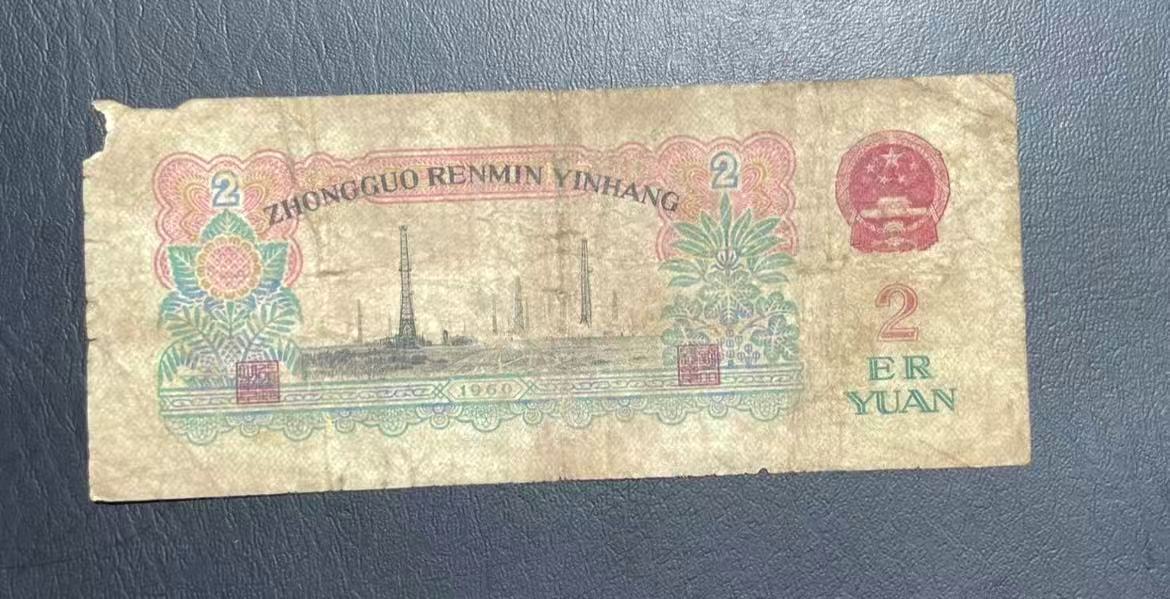 2
2
ZHONGGUO RENMIN YINHANG
1960
2
ER
YUAN